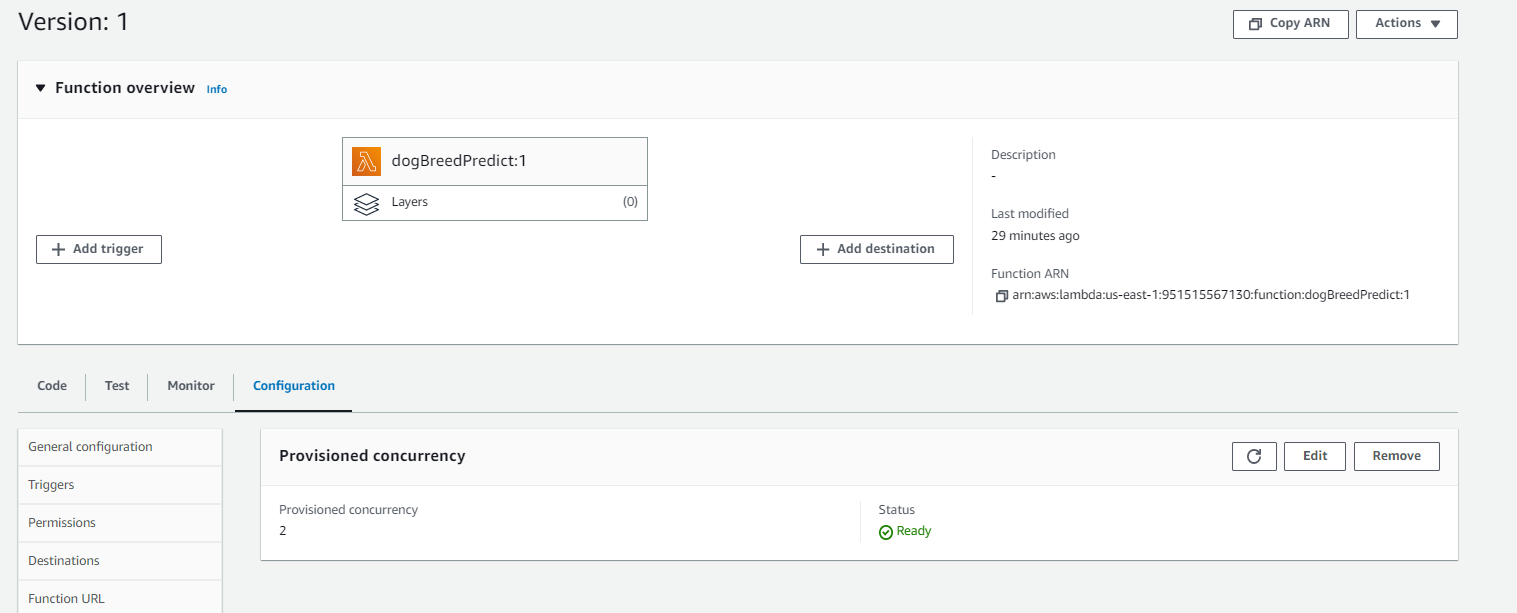 Version: 1
Copy ARN
Actions
Function overview Info
dogBreedPredict:1
Layers (0)
Add trigger
Add destination
Description
-
Last modified
29 minutes ago
Function ARN
arn:aws:lambda:us-east-1:951515567130:function:dogBreedPredict:1
Code
Test
Monitor
Configuration
General configuration
Triggers
Permissions
Destinations
Function URL
Provisioned concurrency
Edit
Remove
Provisioned concurrency
2
Status
Ready